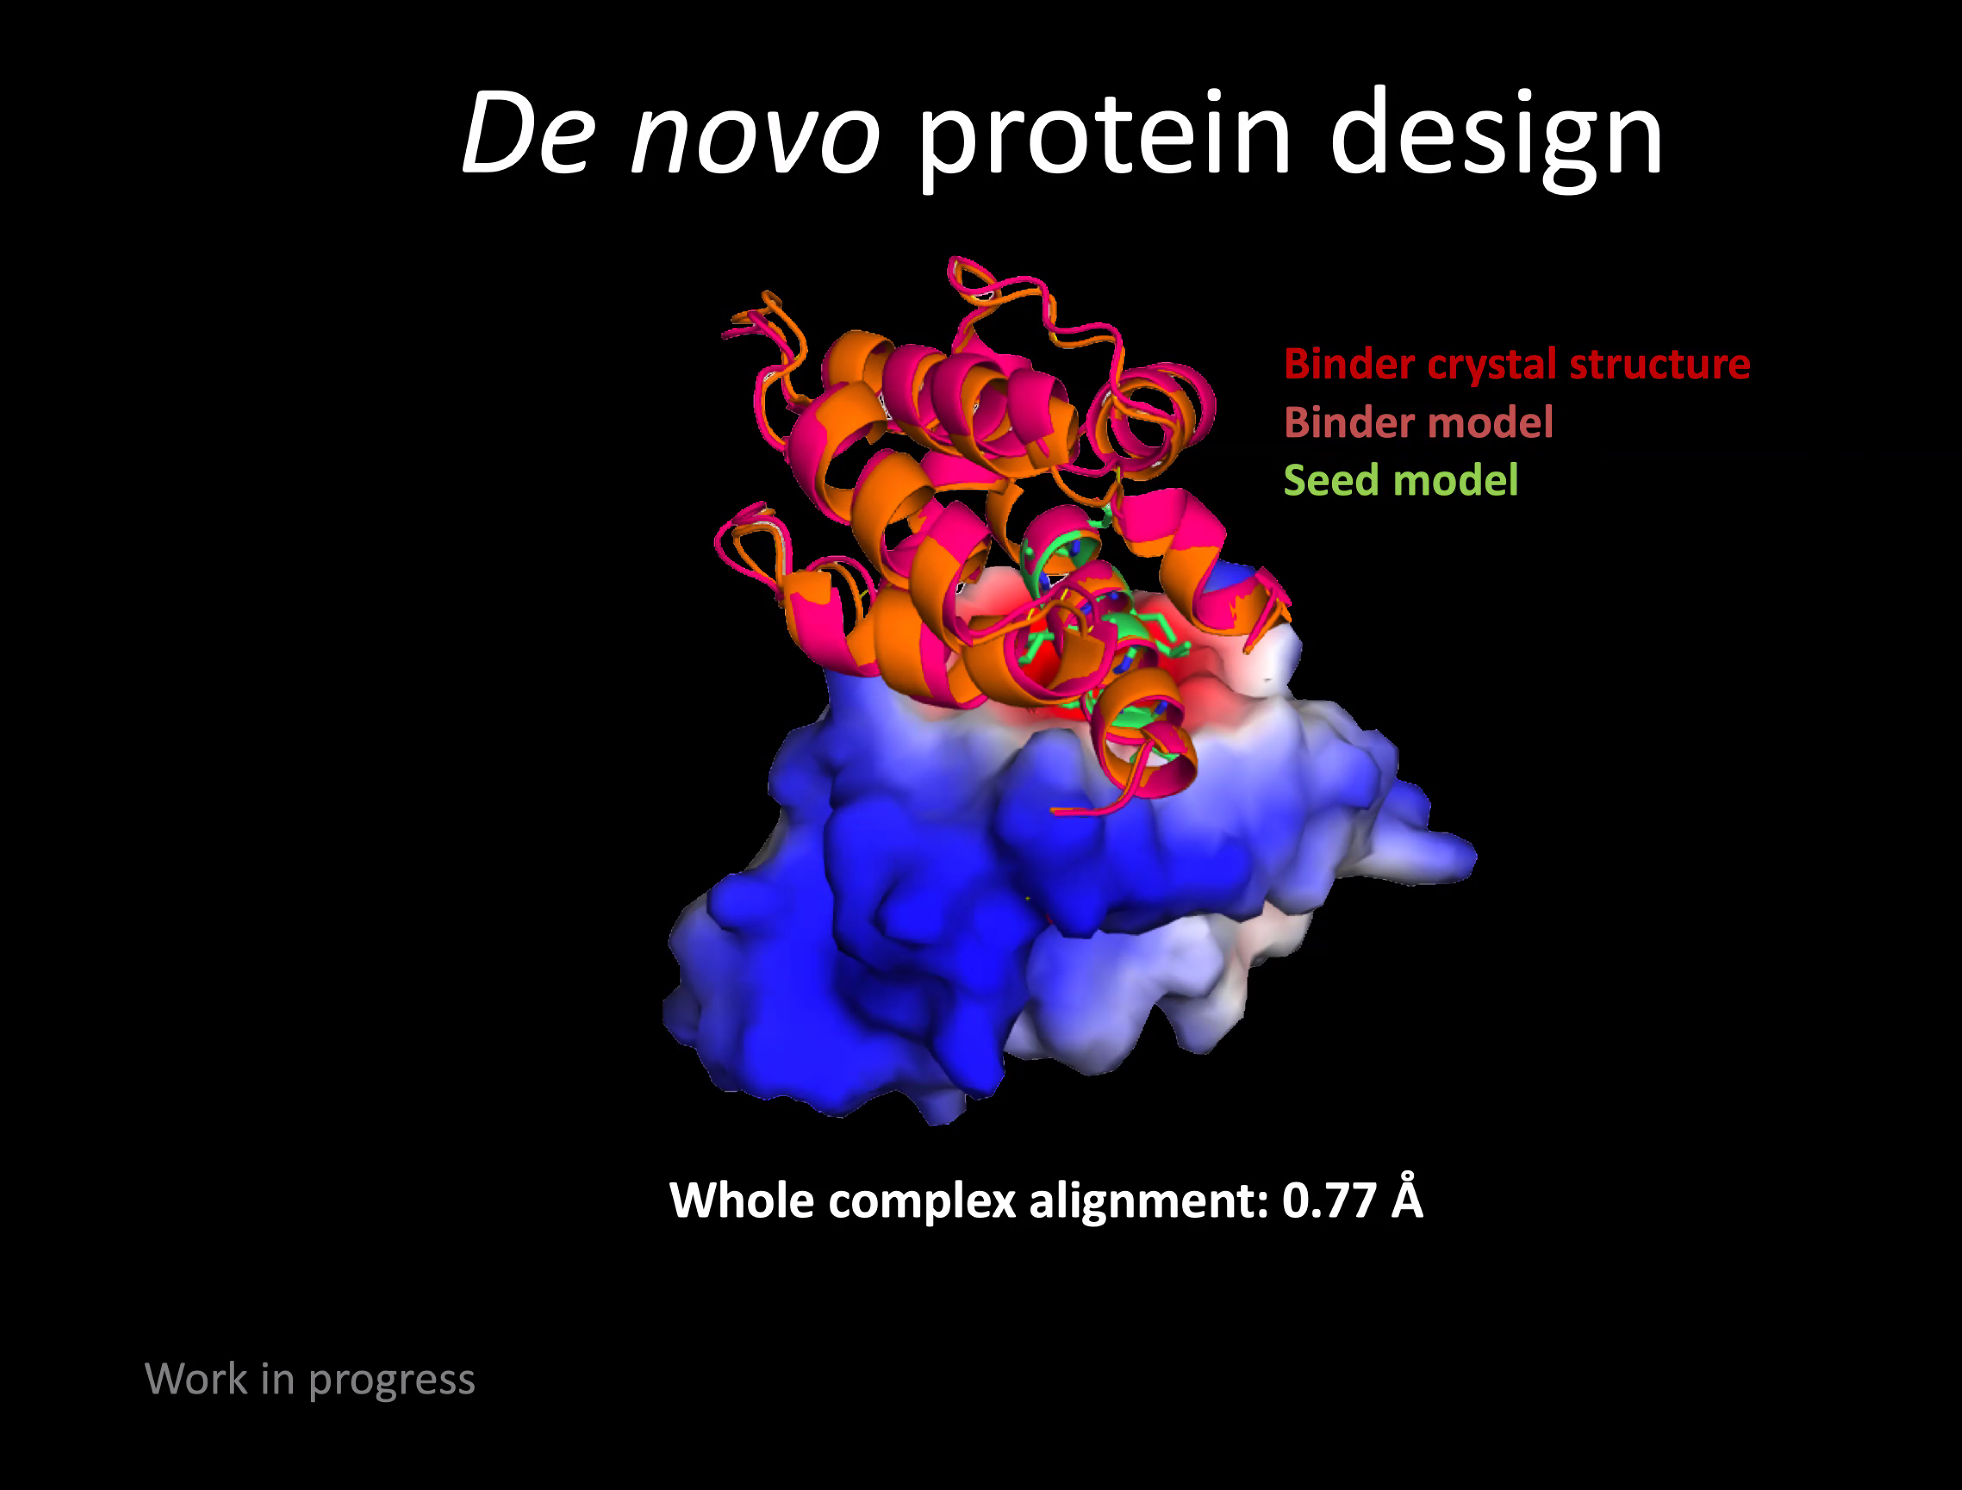 De novo protein design
Binder crystal structure
Binder model
Seed model
Whole complex alignment: 0.77 Å
Work in progress